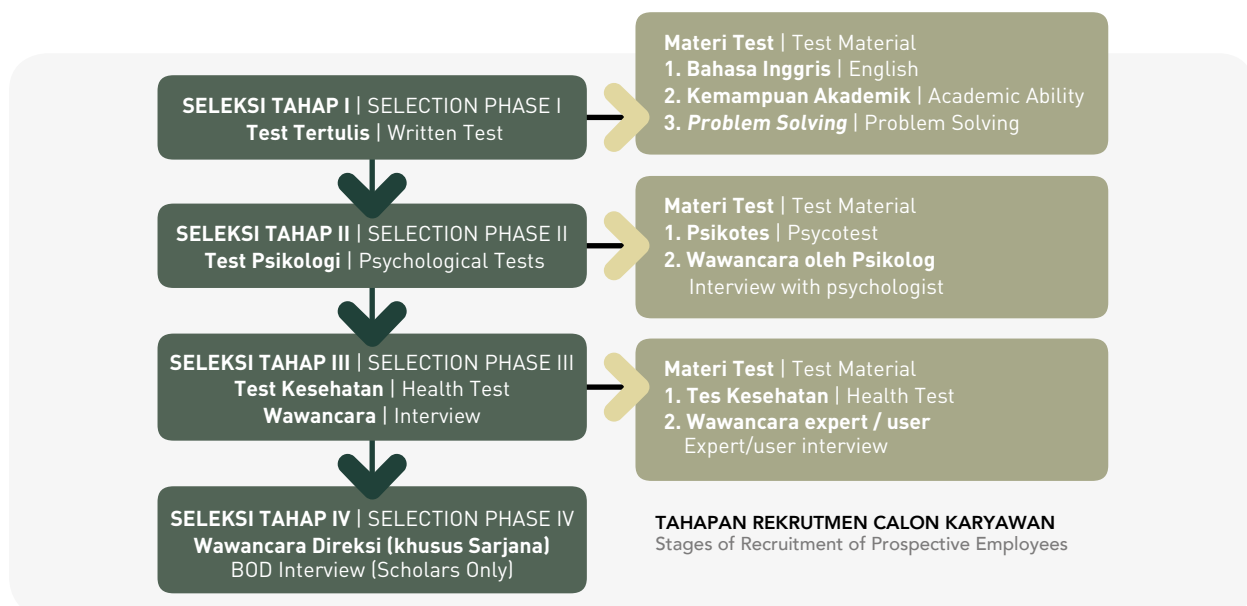 SELEKSI TAHAP I | SELECTION PHASE I
Test Tertulis | Written Test
Materi Test | Test Material
1. Bahasa Inggris | English
2. Kemampuan Akademik | Academic Ability
3. Problem Solving | Problem Solving
SELEKSI TAHAP II | SELECTION PHASE II
Test Psikologi | Psychological Tests
Materi Test | Test Material
1. Psikotes | Psycotest
2. Wawancara oleh Psikolog
Interview with psychologist
SELEKSI TAHAP III | SELECTION PHASE III
Test Kesehatan | Health Test
Wawancara | Interview
Materi Test | Test Material
1. Tes Kesehatan | Health Test
2. Wawancara expert / user
Expert/user interview
SELEKSI TAHAP IV | SELECTION PHASE IV
Wawancara Direksi (khusus Sarjana)
BOD Interview (Scholars Only)
TAHAPAN REKRUTMEN CALON KARYAWAN
Stages of Recruitment of Prospective Employees